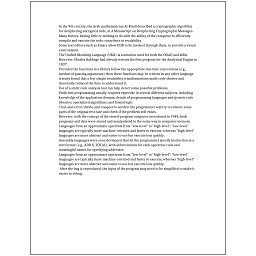 In the 9th century, the Arab mathematician Al-Kindi described a cryptographic algorithm
for deciphering encrypted code, in A Manuscript on Deciphering Cryptographic Messages.
Many factors, having little or nothing to do with the ability of the computer to efficiently
compile and execute the code, contribute to readability.
Some text editors such as Emacs allow GDB to be invoked through them, to provide a visual
environment.
The Unified Modeling Language (UML) is a notation used for both the OOAD and MDA.
However, Charles Babbage had already written his first program for the Analytical Engine in
1837.
Provided the functions in a library follow the appropriate run-time conventions (e.g.,
method of passing arguments), then these functions may be written in any other language.
A study found that a few simple readability transformations made code shorter and
drastically reduced the time to understand it.
Use of a static code analysis tool can help detect some possible problems.
Proficient programming usually requires expertise in several different subjects, including
knowledge of the application domain, details of programming languages and generic code
libraries, specialized algorithms, and formal logic.
Trial-and-error/divide-and-conquer is needed: the programmer will try to remove some
parts of the original test case and check if the problem still exists.
However, with the concept of the stored-program computer introduced in 1949, both
programs and data were stored and manipulated in the same way in computer memory.
Languages form an approximate spectrum from "low-level" to "high-level"; "low-level"
languages are typically more machine-oriented and faster to execute, whereas "high-level"
languages are more abstract and easier to use but execute less quickly.
Assembly languages were soon developed that let the programmer specify instruction in a
text format (e.g., ADD X, TOTAL), with abbreviations for each operation code and
meaningful names for specifying addresses.
Languages form an approximate spectrum from "low-level" to "high-level"; "low-level"
languages are typically more machine-oriented and faster to execute, whereas "high-level"
languages are more abstract and easier to use but execute less quickly.
After the bug is reproduced, the input of the program may need to be simplified to make it
easier to debug.